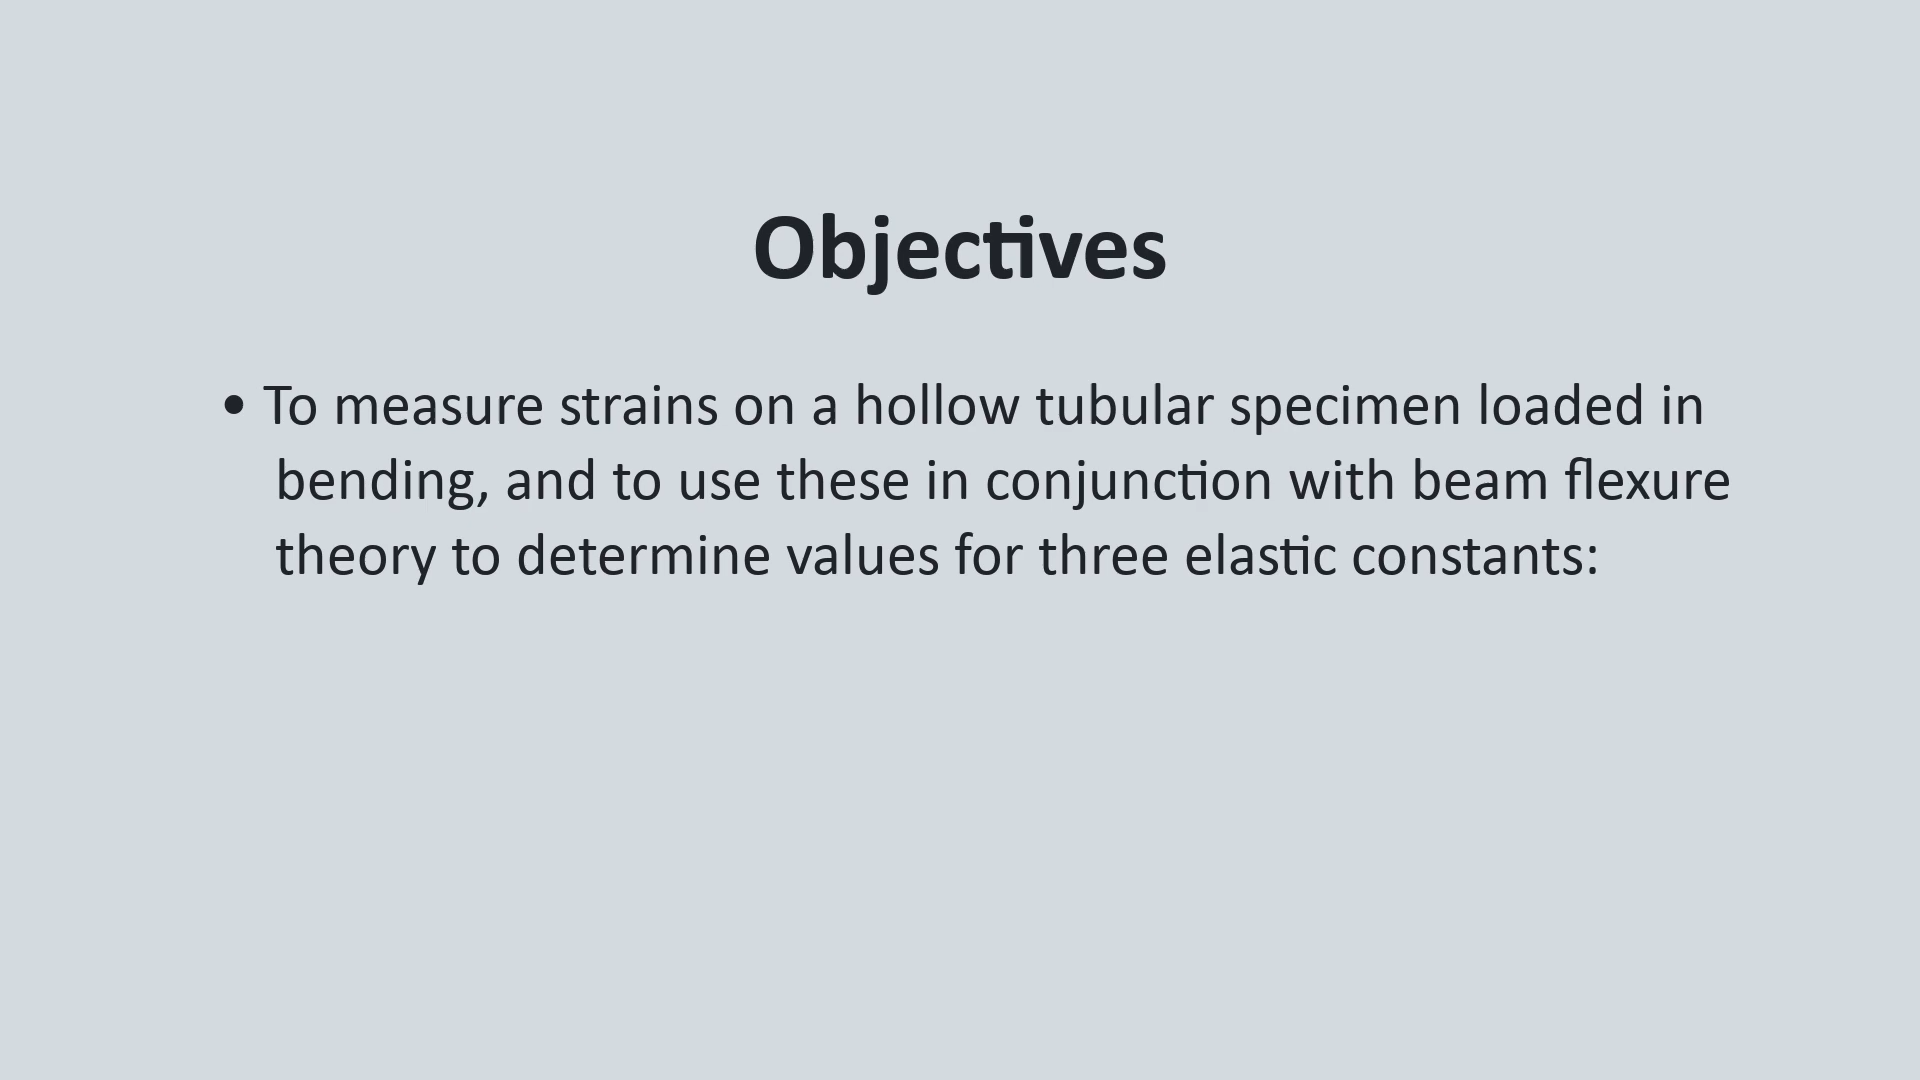 Objectives
• To measure strains on a hollow tubular specimen loaded in
bending, and to use these in conjunction with beam flexure
theory to determine values for three elastic constants: